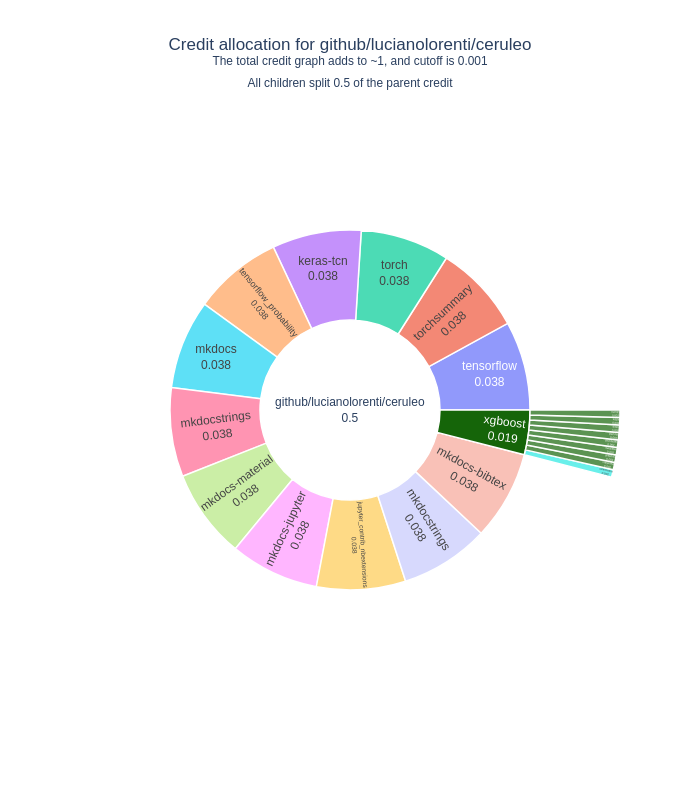 Credit allocation for github/lucianolorenti/ceruleo
The total credit graph adds to ~1, and cutoff is 0.001
All children split 0.5 of the parent credit
keras-tcn
0.038
torch
0.038
torchsummary
0.038
tensorflow
0.038
xgboost
0.019
mkdocs-bibtex
0.038
mkdocstrings
0.038
jupyter_contrib_nbextensions
0.038
mkdocs-jupyter
0.038
mkdocs-material
0.038
mkdocstrings
0.038
mkdocs
0.038
tensorflow_probability
0.038
github/lucianolorenti/ceruleo
0.5